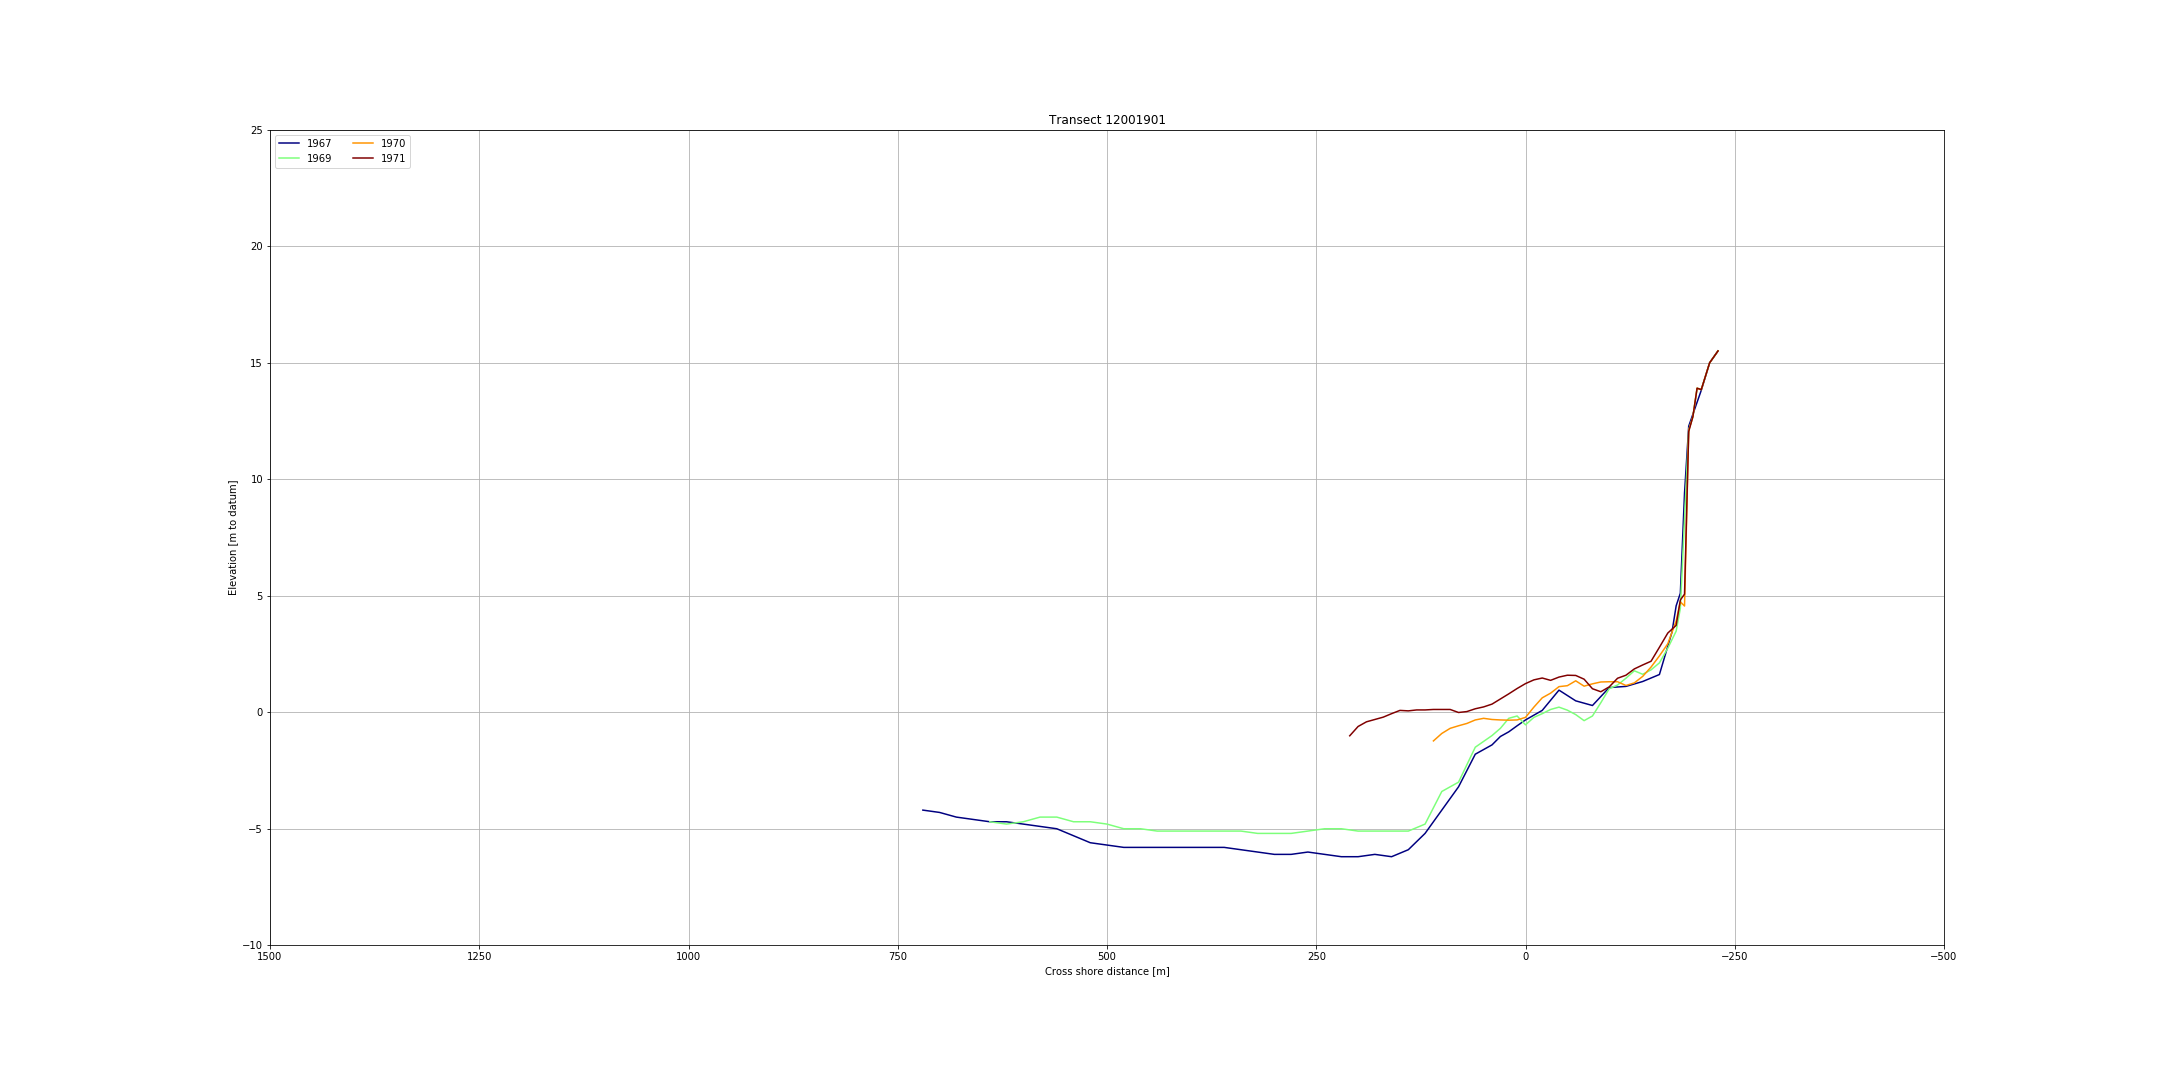 Transect 12001901
1967 1970
1969 1971
25
20
15
10
5
0
−5
−10
Elevation [m to datum]
1500 1250 1000 750 500 250 0 −250 −500
Cross shore distance [m]